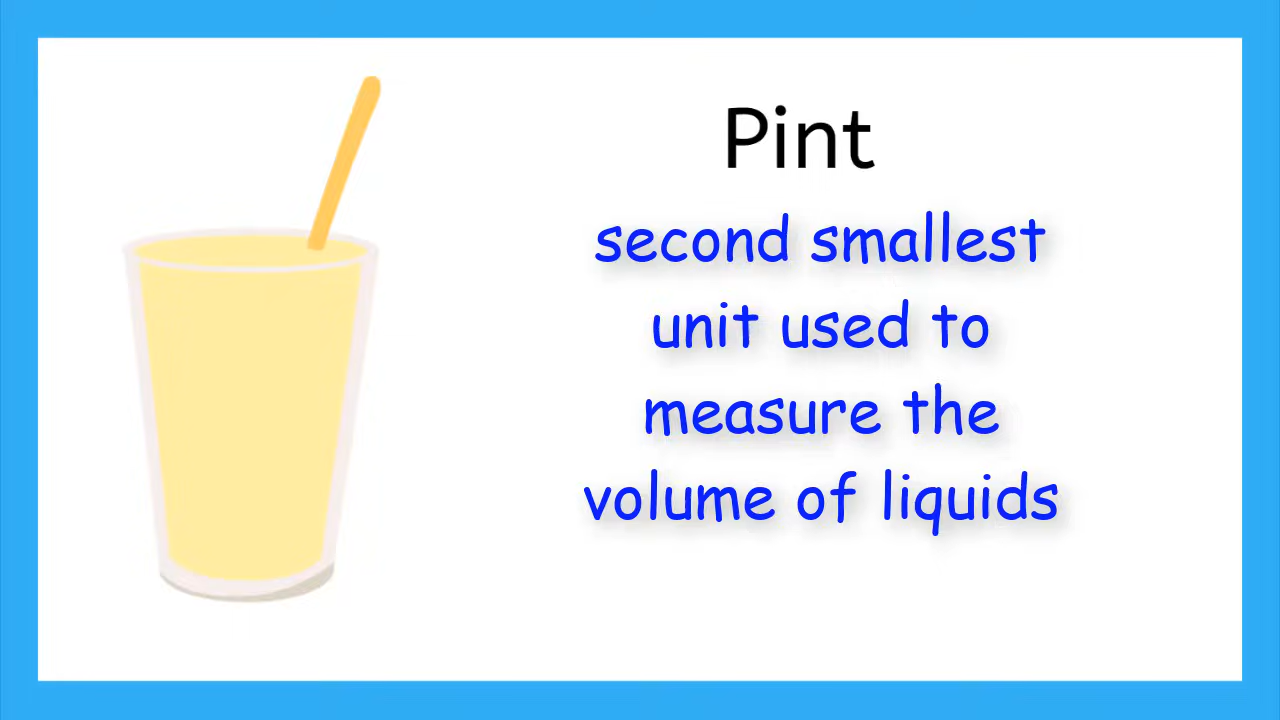 Pint
second smallest
unit used to
measure the
volume of liquids